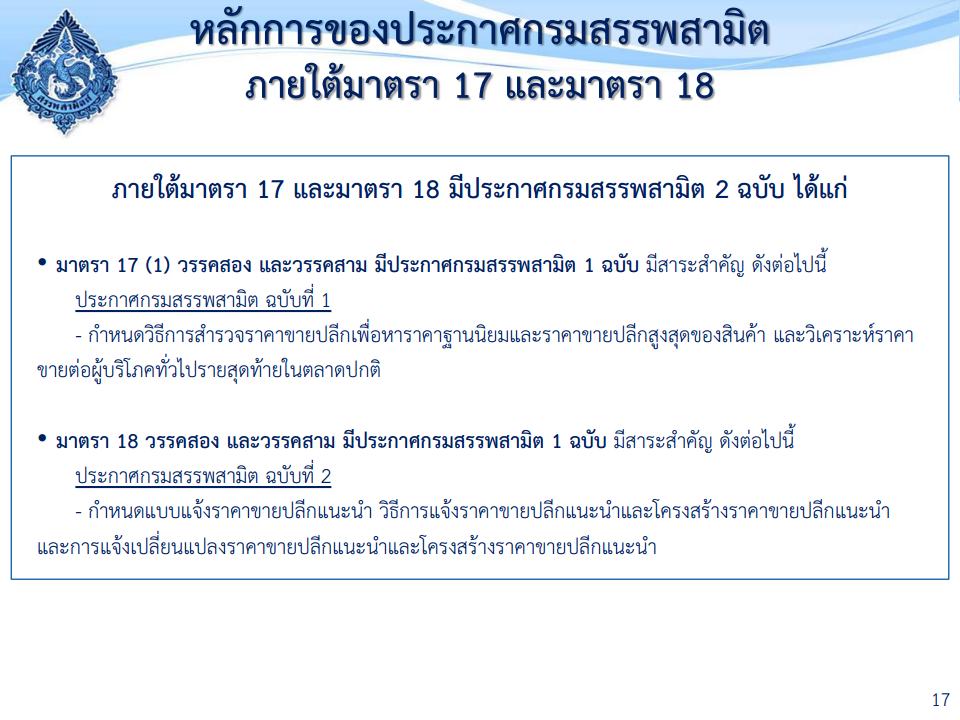 หลักการของประกาศกรมสรรพสามิต
ภายใต้มาตรา 17 และมาตรา 18
สรรพสามิต
ภายใต้มาตรา 17 และมาตรา 18 มีประกาศกรมสรรพสามิต 2 ฉบับ ได้แก่
• มาตรา 17 (1) วรรคสอง และวรรคสาม มีประกาศกรมสรรพสามิต 1 ฉบับ มีสาระสำคัญ ดังต่อไปนี้
ประกาศกรมสรรพสามิต ฉบับที่ 1
- กำหนดวิธีการสำรวจราคาขายปลีกเพื่อหาราคาฐานนิยมและราคาขายปลีกสูงสุดของสินค้า และวิเคราะห์ราคา
ขายต่อผู้บริโภคทั่วไปรายสุดท้ายในตลาดปกติ
• มาตรา 18 วรรคสอง และวรรคสาม มีประกาศกรมสรรพสามิต 1 ฉบับ มีสาระสำคัญ ดังต่อไปนี้
ประกาศกรมสรรพสามิต ฉบับที่ 2
- กำหนดแบบแจ้งราคาขายปลีกแนะนำ วิธีการแจ้งราคาขายปลีกแนะนำและโครงสร้างราคาขายปลีกแนะนำ
และการแจ้งเปลี่ยนแปลงราคาขายปลีกแนะนำและโครงสร้างราคาขายปลีกแนะนำ
17